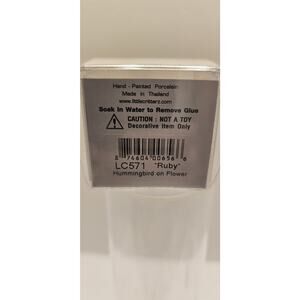 Hand - Painted Porcelain
Made in Thailand
www.littlecritterz.com
Soak in Water to Remove Glue
CAUTION : NOT A TOY
Decorative Item Only
8 74604 00656 6
LC571 "Ruby"
Hummingbird on Flower